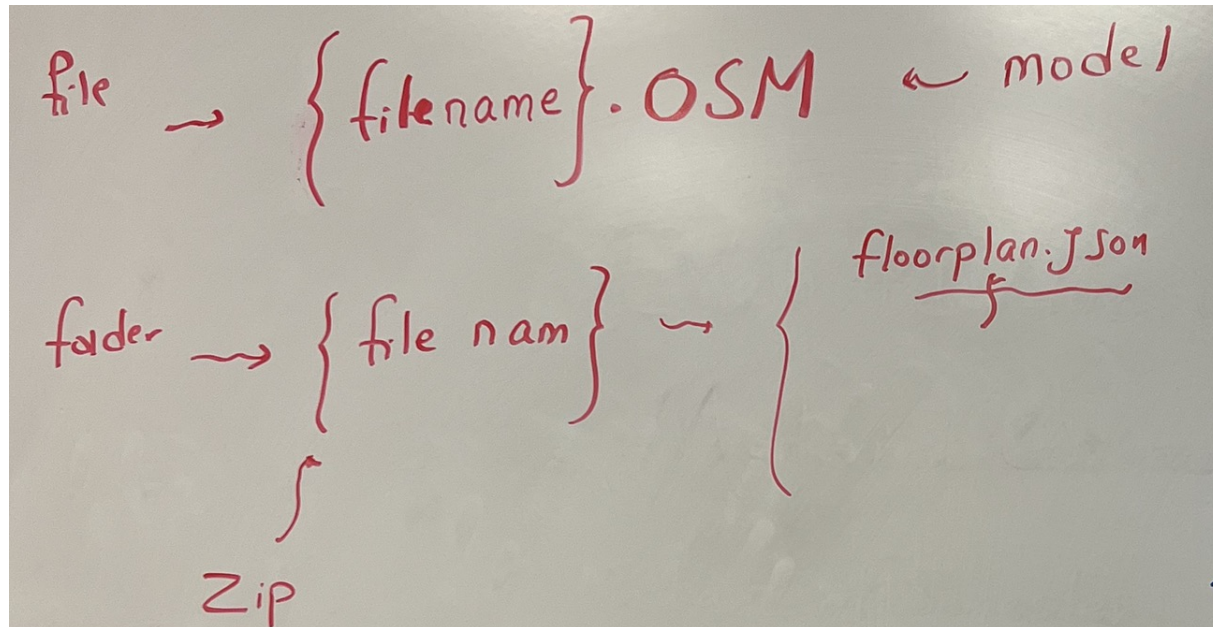 file → {filename}.OSM ← model
floorplan.Json
folder → {file nam} → {
Zip